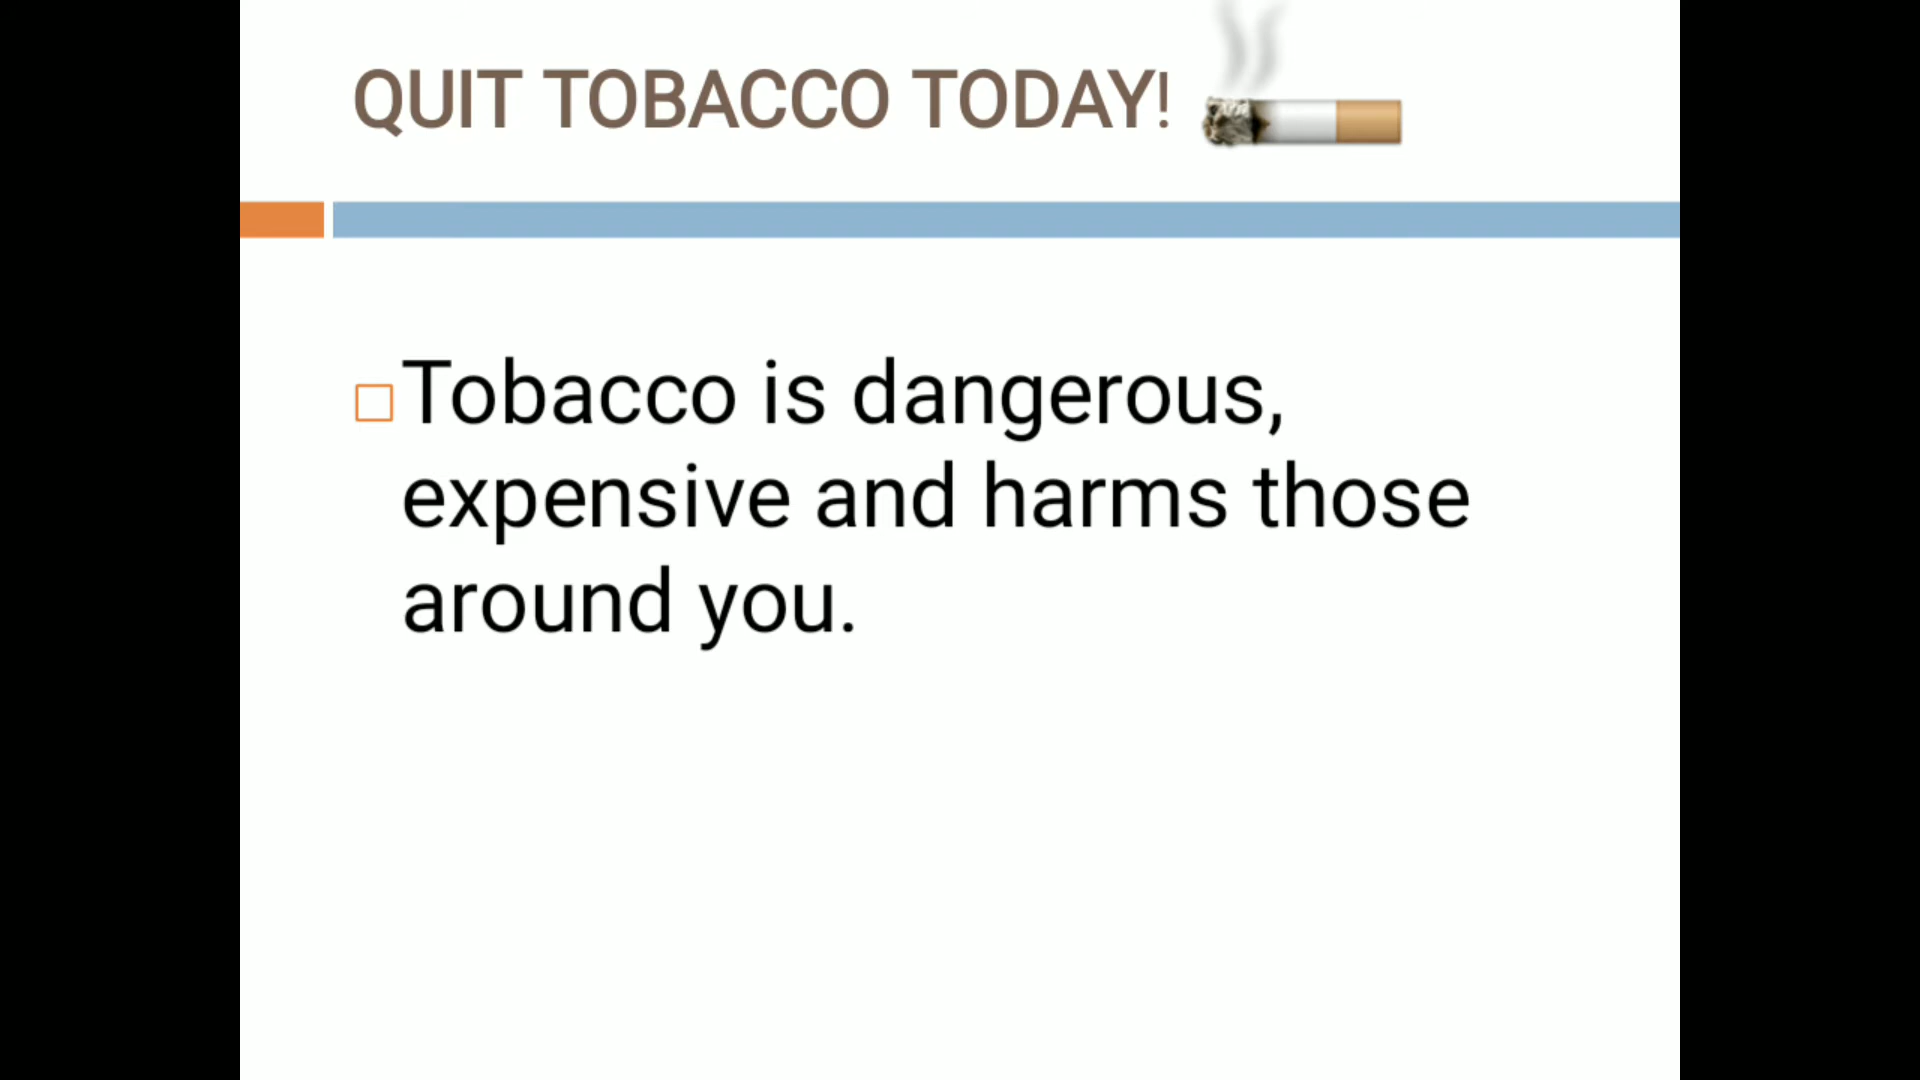 QUIT TOBACCO TODAY!
Tobacco is dangerous,
expensive and harms those
around you.